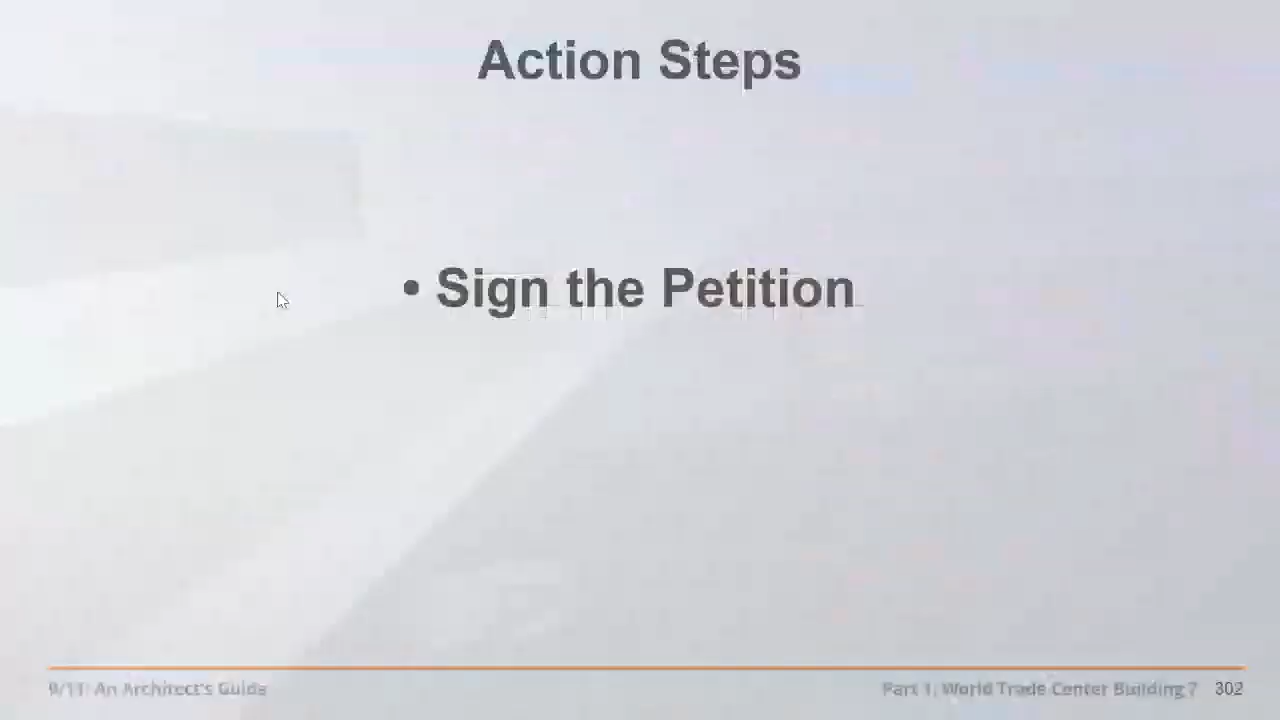 Action Steps
• Sign the Petition
9/11: An Architect's Guide
Part 1: World Trade Center Building 7 302